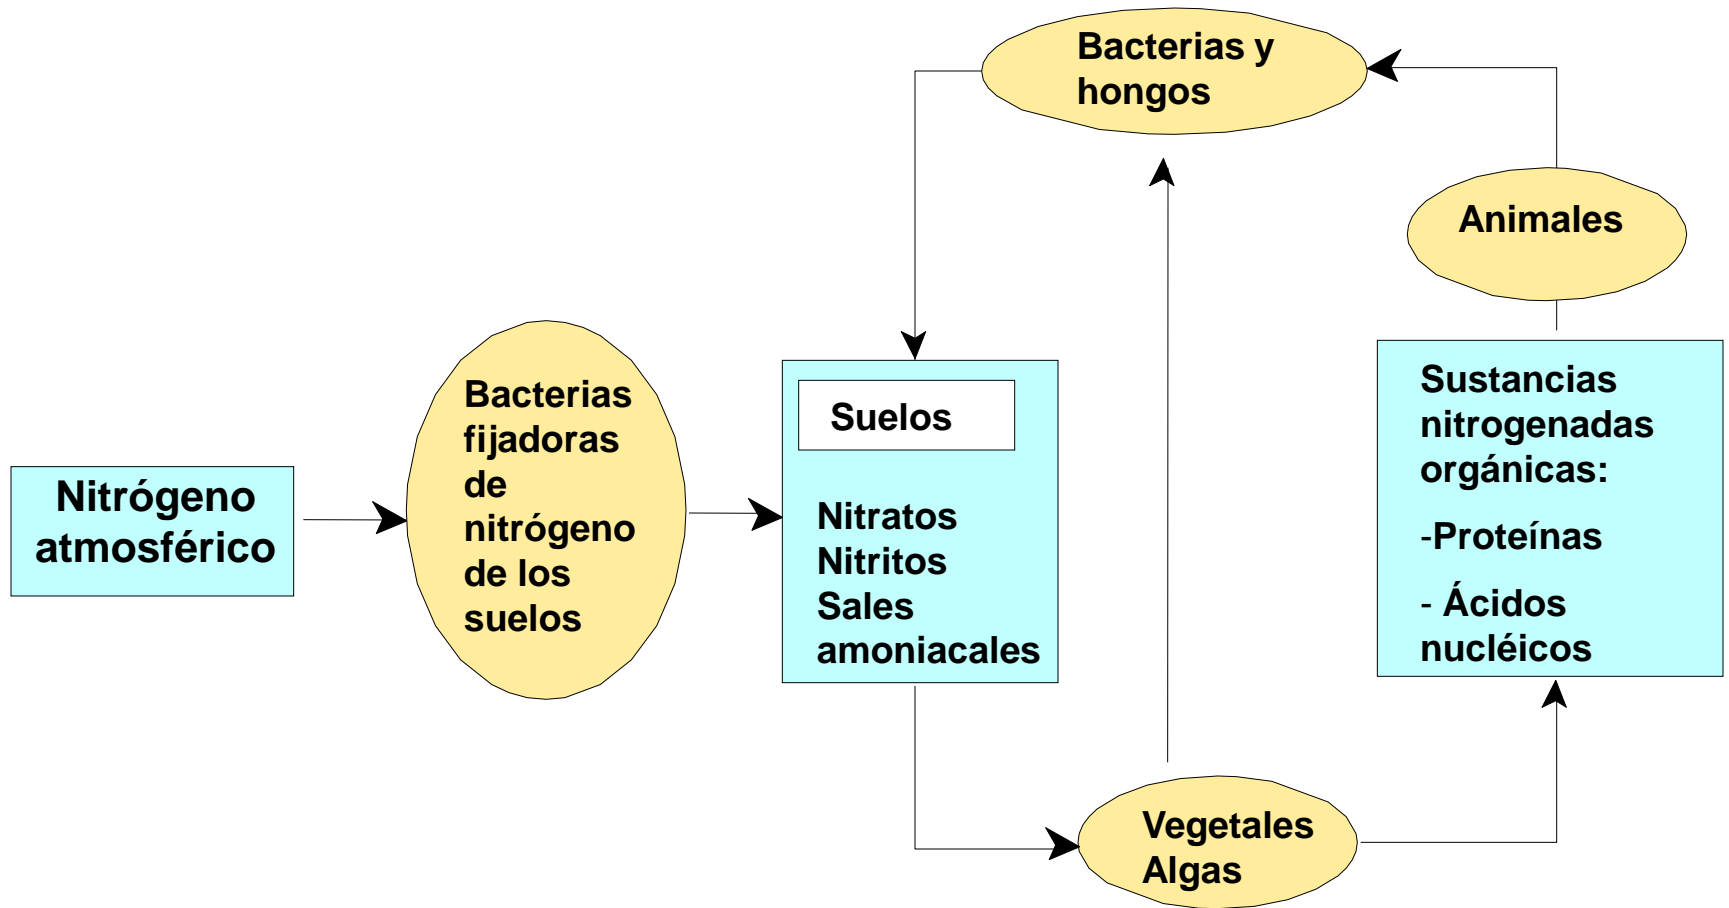 Bacterias y
hongos
Animales
Bacterias
fijadoras
de
nitrógeno
de los
suelos
Suelos
Nitratos
Nitritos
Sales
amoniacales
Sustancias
nitrogenadas
orgánicas:
-Proteínas
- Ácidos
nucléicos
Nitrógeno
atmosférico
Vegetales
Algas